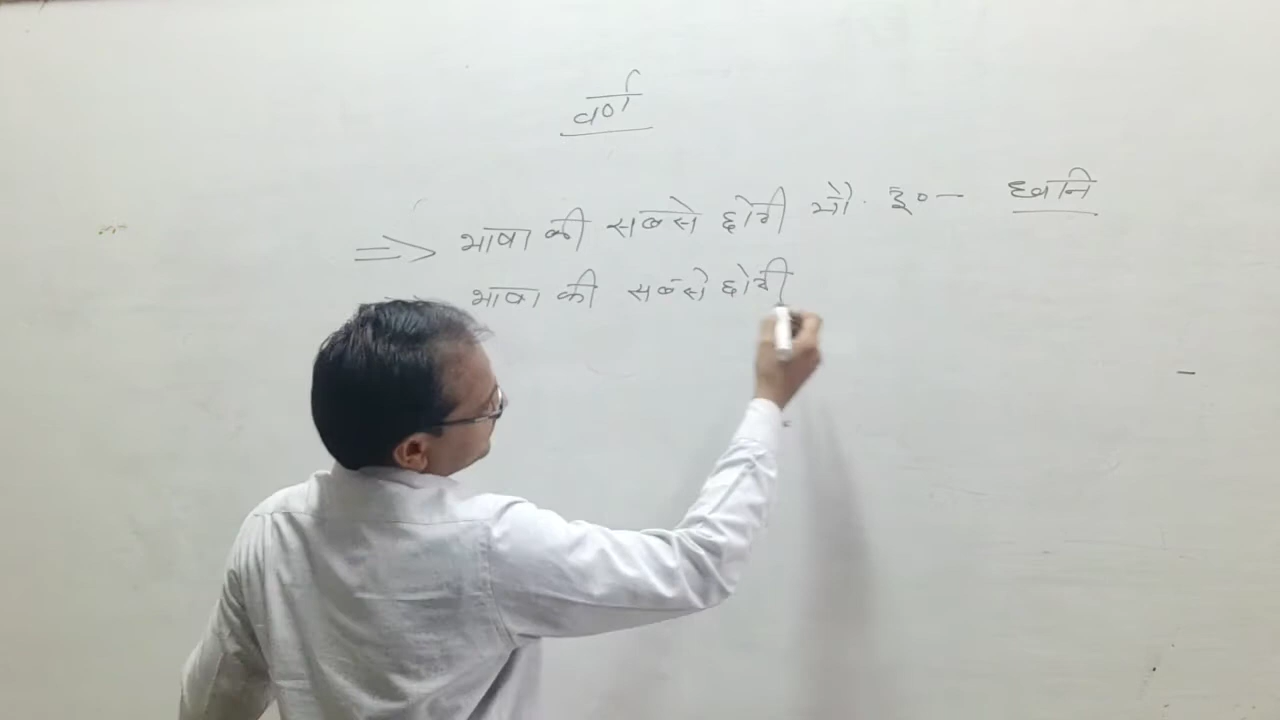 वर्ण
=> भाषा की सबसे छोटी मौ. इ० - ध्वनि
भाषा की सबसे छोटी